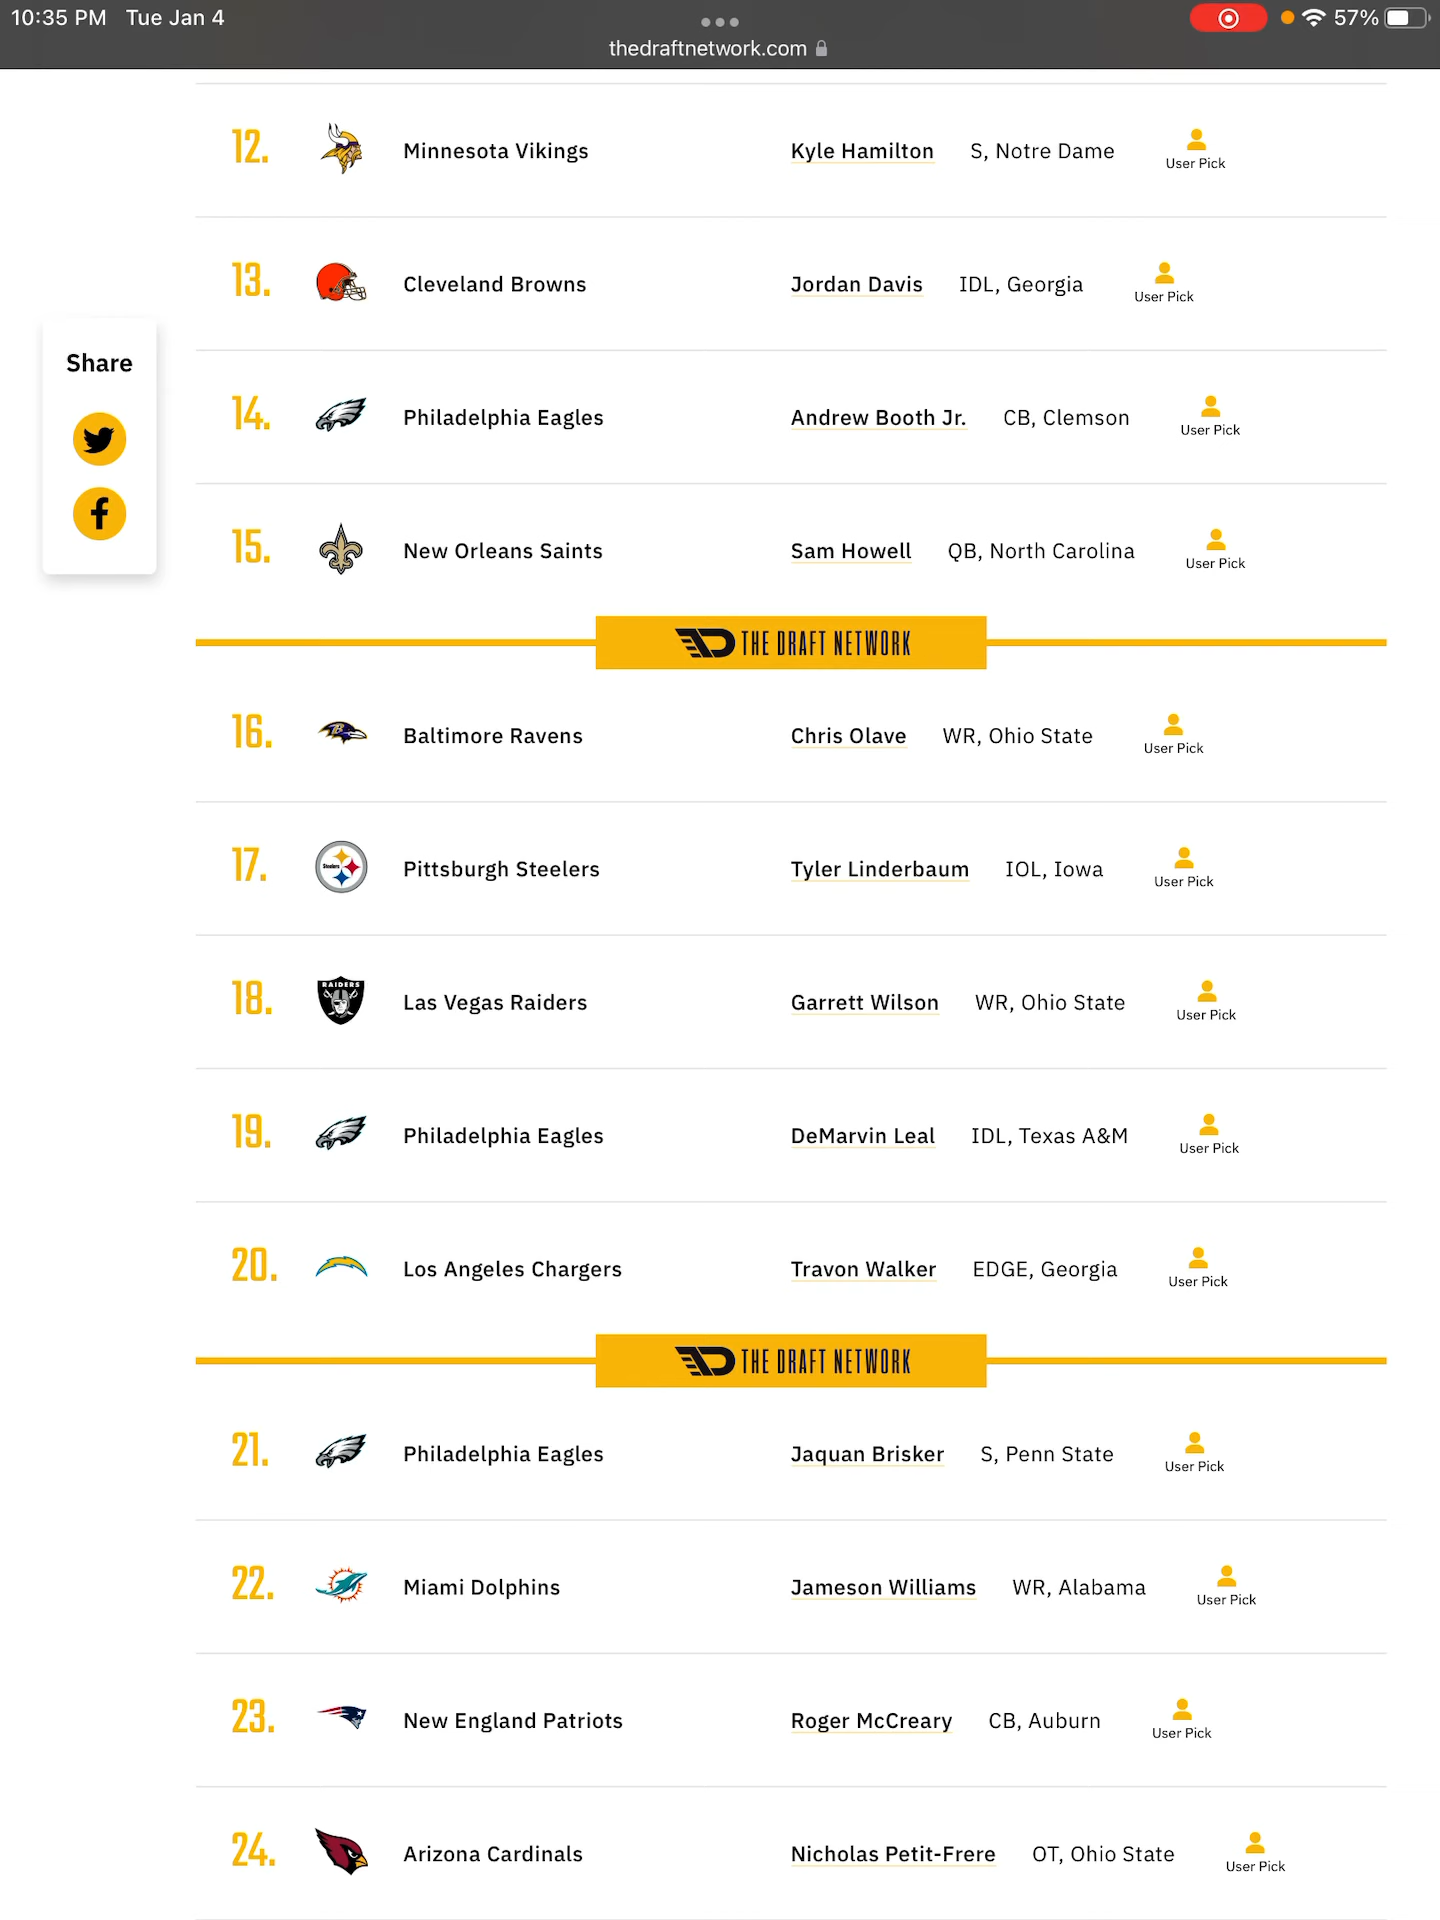 10:35 PM Tue Jan 4
57%
thedraftnetwork.com
12. Minnesota Vikings Kyle Hamilton S, Notre Dame User Pick
13. Cleveland Browns Jordan Davis IDL, Georgia User Pick
Share
14. Philadelphia Eagles Andrew Booth Jr. CB, Clemson User Pick
15. New Orleans Saints Sam Howell QB, North Carolina User Pick
THE DRAFT NETWORK
16. Baltimore Ravens Chris Olave WR, Ohio State User Pick
17. Steelers Pittsburgh Steelers Tyler Linderbaum IOL, Iowa User Pick
18. RAIDERS Las Vegas Raiders Garrett Wilson WR, Ohio State User Pick
19. Philadelphia Eagles DeMarvin Leal IDL, Texas A&M User Pick
20. Los Angeles Chargers Travon Walker EDGE, Georgia User Pick
THE DRAFT NETWORK
21. Philadelphia Eagles Jaquan Brisker S, Penn State User Pick
22. Miami Dolphins Jameson Williams WR, Alabama User Pick
23. New England Patriots Roger McCreary CB, Auburn User Pick
24. Arizona Cardinals Nicholas Petit-Frere OT, Ohio State User Pick